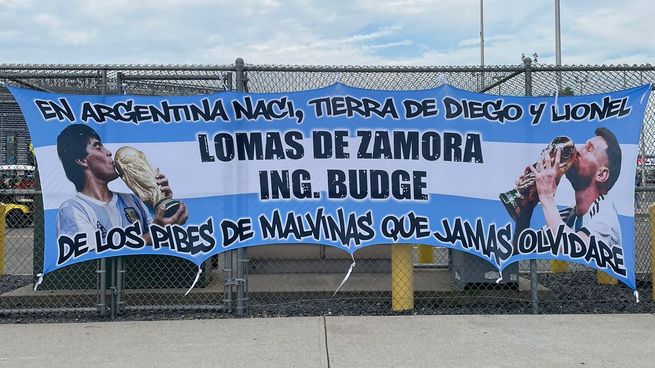 EN ARGENTINA NACI, TIERRA DE DIEGO Y LIONEL
LOMAS DE ZAMORA
ING. BUDGE
DE LOS PIBES DE MALVINAS QUE JAMAS OLVIDARE